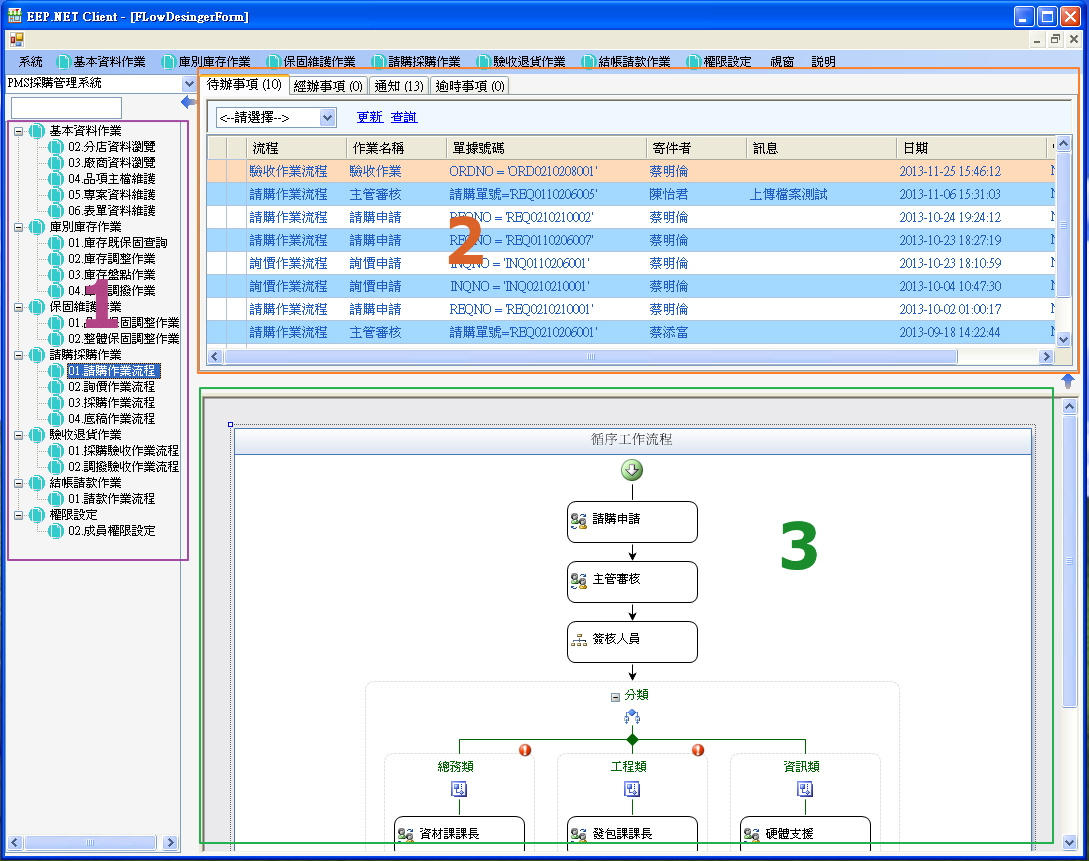 EEP.NET Client - [FLowDesingerForm]
系統 基本資料作業 庫別庫存作業 保固維護作業 請購採購作業 驗收退貨作業 結帳請款作業 權限設定 視窗 說明
PMS採購管理系統
基本資料作業
02.分店資料瀏覽
03.廠商資料瀏覽
04.品項主檔維護
05.專案資料維護
06.表單資料維護
庫別庫存作業
01.庫存既保固查詢
02.庫存調整作業
03.庫存盤點作業
04.庫 調撥作業
保固維護作業
01.品 保固調整作業
02.整體保固調整作業
請購採購作業
01.請購作業流程
02.詢價作業流程
03.採購作業流程
04.底稿作業流程
驗收退貨作業
01.採購驗收作業流程
02.調撥驗收作業流程
結帳請款作業
01.請款作業流程
權限設定
02.成員權限設定
1
待辦事項 (10) 經辦事項 (0) 通知 (13) 逾時事項 (0)
<--請選擇--> 更新 查詢
流程 作業名稱 單據號碼 寄件者 訊息 日期
驗收作業流程 驗收作業 ORDNO = 'ORD0210208001' 蔡明倫 2013-11-25 15:46:12
請購作業流程 主管審核 請購單號='REQ0110206005' 陳怡君 上傳檔案測試 2013-11-06 15:31:03
請購作業流程 請購申請 REQNO = 'REQ0210210002' 蔡明倫 2013-10-24 19:24:12
請購作業流程 請購申請 REQNO = 'REQ0110206007' 蔡明倫 2013-10-23 18:27:19
詢價作業流程 請購申請 INQNO = 'INQ0110206001' 蔡明倫 2013-10-23 18:10:59
詢價作業流程 請購申請 INQNO = 'INQ0210210001' 蔡明倫 2013-10-04 10:47:30
請購作業流程 請購申請 REQNO = 'REQ0210210001' 蔡明倫 2013-10-02 01:00:17
請購作業流程 主管審核 請購單號='REQ0210206001' 蔡添富 2013-09-18 14:22:44
2
循序工作流程
請購申請
主管審核
簽核人員
分類
總務類 工程類 資訊類
資材課課長 發包課課長 硬體支援
3